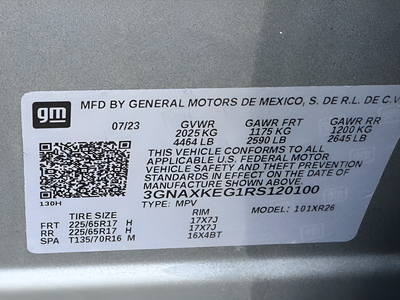 gm MFD BY GENERAL MOTORS DE MEXICO, S. DE R.L. DE C.V
07/23 GVWR GAWR FRT GAWR RR
2025 KG 1175 KG 1200 KG
4464 LB 2590 LB 2645 LB
THIS VEHICLE CONFORMS TO ALL
APPLICABLE U.S. FEDERAL MOTOR
VEHICLE SAFETY AND THEFT PREVENTION
STANDARDS IN EFFECT ON THE DATE OF
MANUFACTURE SHOWN ABOVE.
3GNAXKEG1RS120100
130H TYPE: MPV
TIRE SIZE RIM MODEL: 101XR26
FRT 225/65R17 H 17X7J
RR 225/65R17 H 17X7J
SPA T135/70R16 M 16X4BT